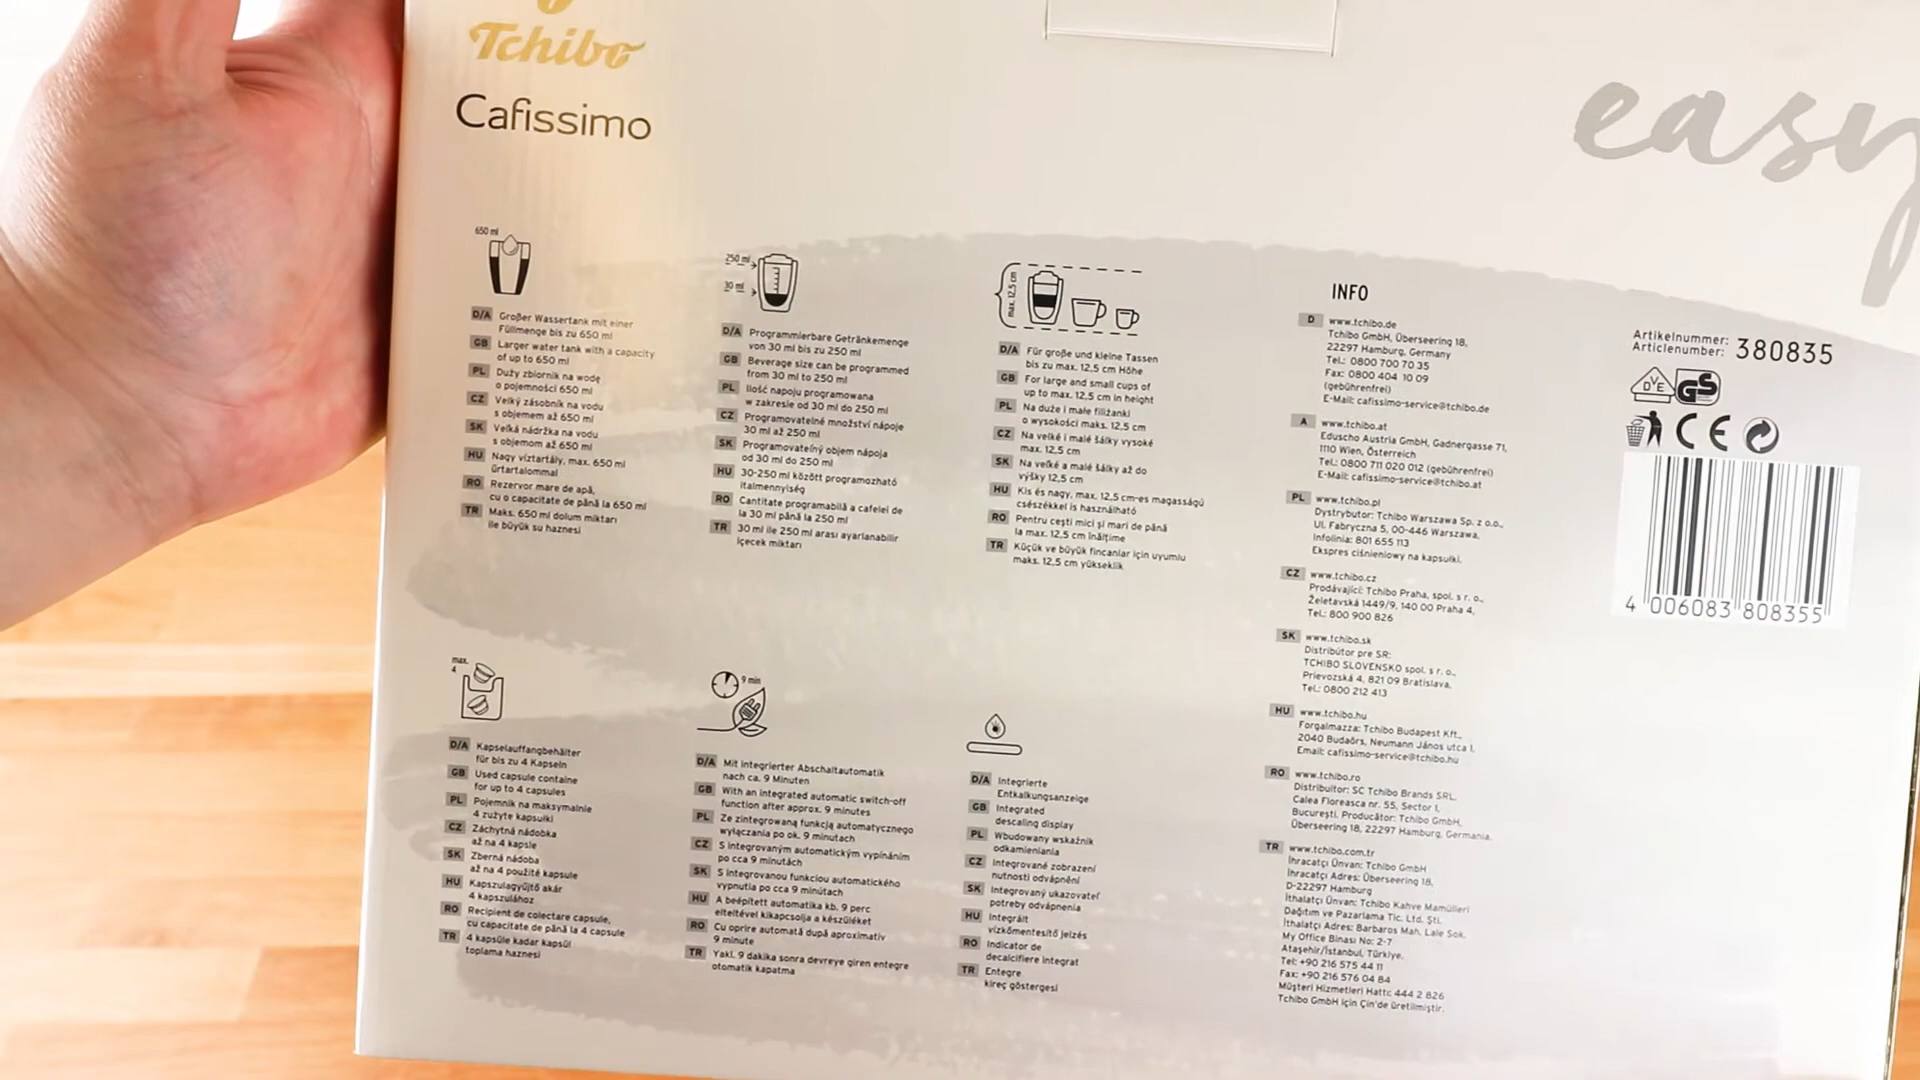 Tchibo
Cafissimo
easy
650 ml
D/A Großer Wassertank mit einer
Füllmenge bis zu 650 ml
GB Larger water tank with a capacity
of up to 650 ml
PL Duży zbiornik na wodę
o pojemności 650 ml
CZ Velký zásobník na vodu
s objemem až 650 ml
SK Veľká nádržka na vodu
s objemom až 650 ml
HU Nagy víztartály, max. 650 ml
űrtartalommal
RO Rezervor mare de apă,
cu o capacitate de până la 650 ml
TR Maks. 650 ml dolum miktarı
ile büyük su haznesi
250 ml
30 ml
D/A Programmierbare Getränkemenge
von 30 ml bis zu 250 ml
GB Beverage size can be programmed
from 30 ml to 250 ml
PL Ilość napoju programowana
w zakresie od 30 ml do 250 ml
CZ Programovatelné množství nápoje
30 ml až 250 ml
SK Programovateľný objem nápoja
od 30 ml do 250 ml
HU 30-250 ml között programozható
italmennyiség
RO Cantitate programabilă a cafelei de
la 30 ml până la 250 ml
TR 30 ml ile 250 ml arası ayarlanabilir
içecek miktarı
max. 12,5 cm
D/A Für große und kleine Tassen
bis zu max. 12,5 cm Höhe
GB For large and small cups of
up to max. 12,5 cm in height
PL Na duże i małe filiżanki
o wysokości maks. 12,5 cm
CZ Na velké i malé šálky vysoké
max. 12,5 cm
SK Na veľké a malé šálky až do
výšky 12,5 cm
HU Kis és nagy, max. 12,5 cm-es magasságú
csészékkel is használható
RO Pentru cești mici și mari de până
la max. 12,5 cm înălțime
TR Küçük ve büyük fincanlar için uyumlu
maks. 12,5 cm yükseklik
max.
4
D/A Kapselauffangbehälter
für bis zu 4 Kapseln
GB Used capsule containe
for up to 4 capsules
PL Pojemnik na maksymalnie
4 zużyte kapsułki
CZ Záchytná nádobka
až na 4 kapsle
SK Zberná nádoba
až na 4 použité kapsule
HU Kapszulagyűjtő akár
4 kapszulához
RO Recipient de colectare capsule,
cu capacitate de până la 4 capsule
TR 4 kapsüle kadar kapsül
toplama haznesi
9 min
D/A Mit integrierter Abschaltautomatik
nach ca. 9 Minuten
GB With an integrated automatic switch-off
function after approx. 9 minutes
PL Ze zintegrowaną funkcją automatycznego
wyłączania po ok. 9 minutach
CZ S integrovaným automatickým vypínáním
po cca 9 minutách
SK S integrovanou funkciou automatického
vypnutia po cca 9 minútach
HU A beépített automatika kb. 9 perc
elteltével kikapcsolja a készüléket
RO Cu oprire automată după aproximativ
9 minute
TR Yakl. 9 dakika sonra devreye giren entegre
otomatik kapatma
D/A Integrierte
Entkalkungsanzeige
GB Integrated
descaling display
PL Wbudowany wskaźnik
odkamieniania
CZ Integrované zobrazení
nutnosti odvápnění
SK Integrovaný ukazovateľ
potreby odvápnenia
HU Integrált
vízkőmentesítő jelzés
RO Indicator de
decalcifiere integrat
TR Entegre
kireç göstergesi
INFO
D www.tchibo.de
Tchibo GmbH, Überseering 18,
22297 Hamburg, Germany
Tel.: 0800 700 70 35
Fax: 0800 404 10 09
(gebührenfrei)
E-Mail: cafissimo-service@tchibo.de
A www.tchibo.at
Eduscho Austria GmbH, Gadnergasse 71,
1110 Wien, Österreich
Tel.: 0800 711 020 012 (gebührenfrei)
E-Mail: cafissimo-service@tchibo.at
PL www.tchibo.pl
Dystrybutor: Tchibo Warszawa Sp. z o.o.,
Ul. Fabryczna 5, 00-446 Warszawa,
Infolinia: 801 655 113
Ekspres ciśnieniowy na kapsułki.
CZ www.tchibo.cz
Prodávající: Tchibo Praha, spol. s r. o.,
Želetavská 1449/9, 140 00 Praha 4,
Tel.: 800 900 826
SK www.tchibo.sk
Distribútor pre SR:
TCHIBO SLOVENSKO spol. s r. o.,
Prievozská 4, 821 09 Bratislava,
Tel.: 0800 212 413
HU www.tchibo.hu
Forgalmazza: Tchibo Budapest Kft.,
2040 Budaörs, Neumann János utca 1.
Email: cafissimo-service@tchibo.hu
RO www.tchibo.ro
Distribuitor: SC Tchibo Brands SRL,
Calea Floreasca nr. 55, Sector 1,
București. Producător: Tchibo GmbH,
Überseering 18, 22297 Hamburg, Germania.
TR www.tchibo.com.tr
İhracatçı Ünvan: Tchibo GmbH
İhracatçı Adres: Überseering 18,
D-22297 Hamburg
İthalatçı Ünvan: Tchibo Kahve Mamülleri
Dağıtım ve Pazarlama Tic. Ltd. Şti.
İthalatçı Adres: Barbaros Mah. Lale Sok.
My Office Binası No: 2-7
Ataşehir/İstanbul, Türkiye.
Tel: +90 216 575 44 11
Fax: +90 216 576 04 84
Müşteri Hizmetleri Hattı: 444 2 826
Tchibo GmbH için Çin'de üretilmiştir.
Artikelnummer:
Articlenumber: 380835
DVE GS
CE
4 006083 808355